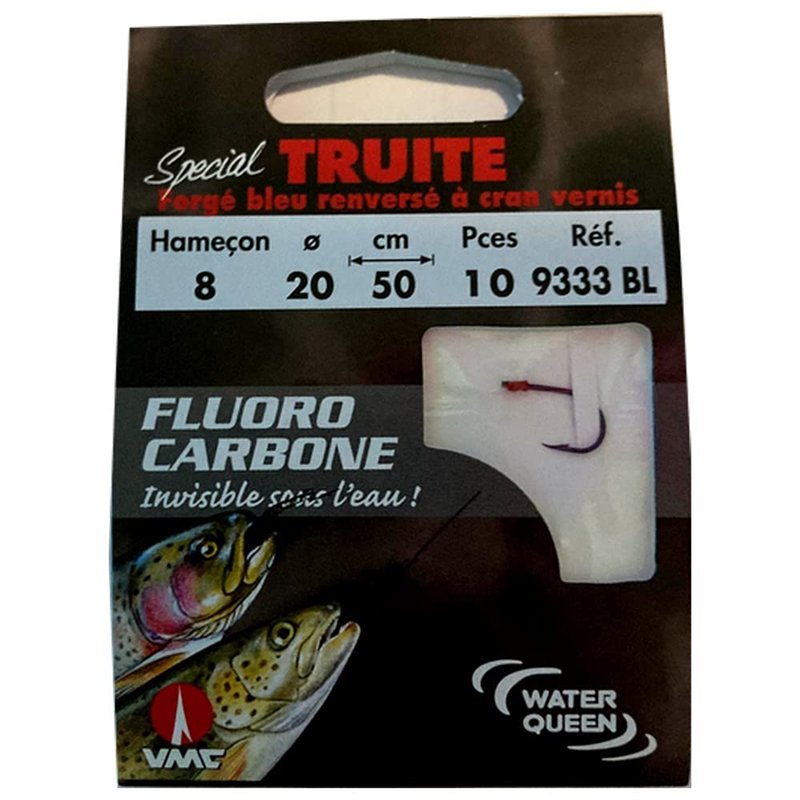 Special TRUITE
Forgé bleu renversé à cran vernis
Hameçon ø cm Pces Réf.
8 20 50 10 9333 BL
FLUORO
CARBONE
Invisible sous l'eau !
WATER
QUEEN
VMC